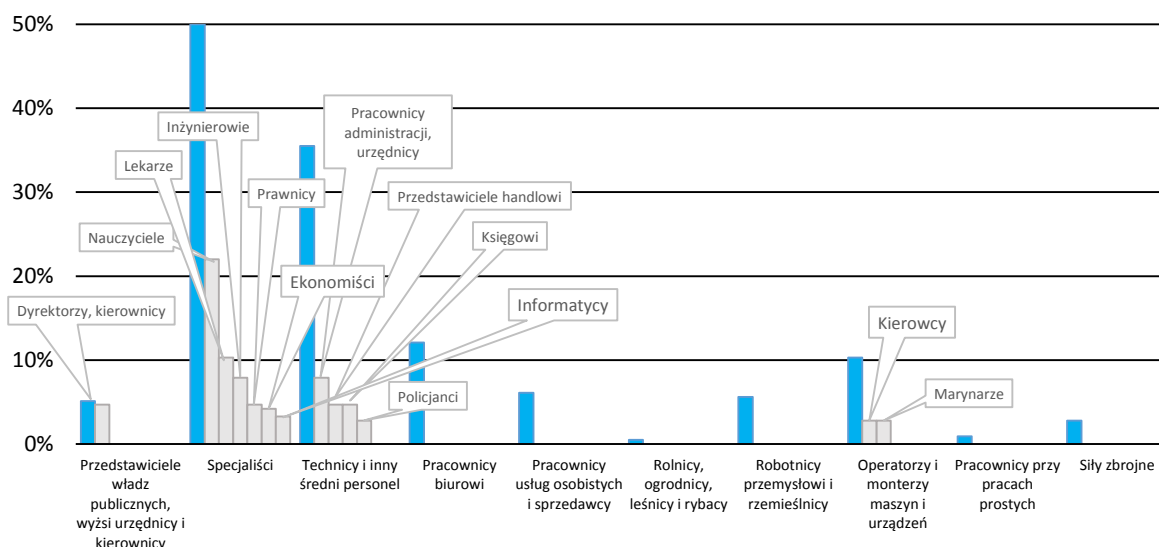 50%
40%
30%
20%
10%
0%
Inżynierowie
Lekarze
Nauczyciele
Dyrektorzy, kierownicy
Prawnicy
Ekonomiści
Pracownicy
administracji,
urzędnicy
Przedstawiciele handlowi
Księgowi
Informatycy
Policjanci
Kierowcy
Marynarze
Przedstawiciele
władz
publicznych,
wyżsi urzędnicy i
kierownicy
Specjaliści
Technicy i inny
średni personel
Pracownicy
biurowi
Pracownicy
usług osobistych
i sprzedawcy
Rolnicy,
ogrodnicy,
leśnicy i rybacy
Robotnicy
przemysłowi i
rzemieślnicy
Operatorzy i
monterzy
maszyn i
urządzeń
Pracownicy przy
pracach
prostych
Siły zbrojne